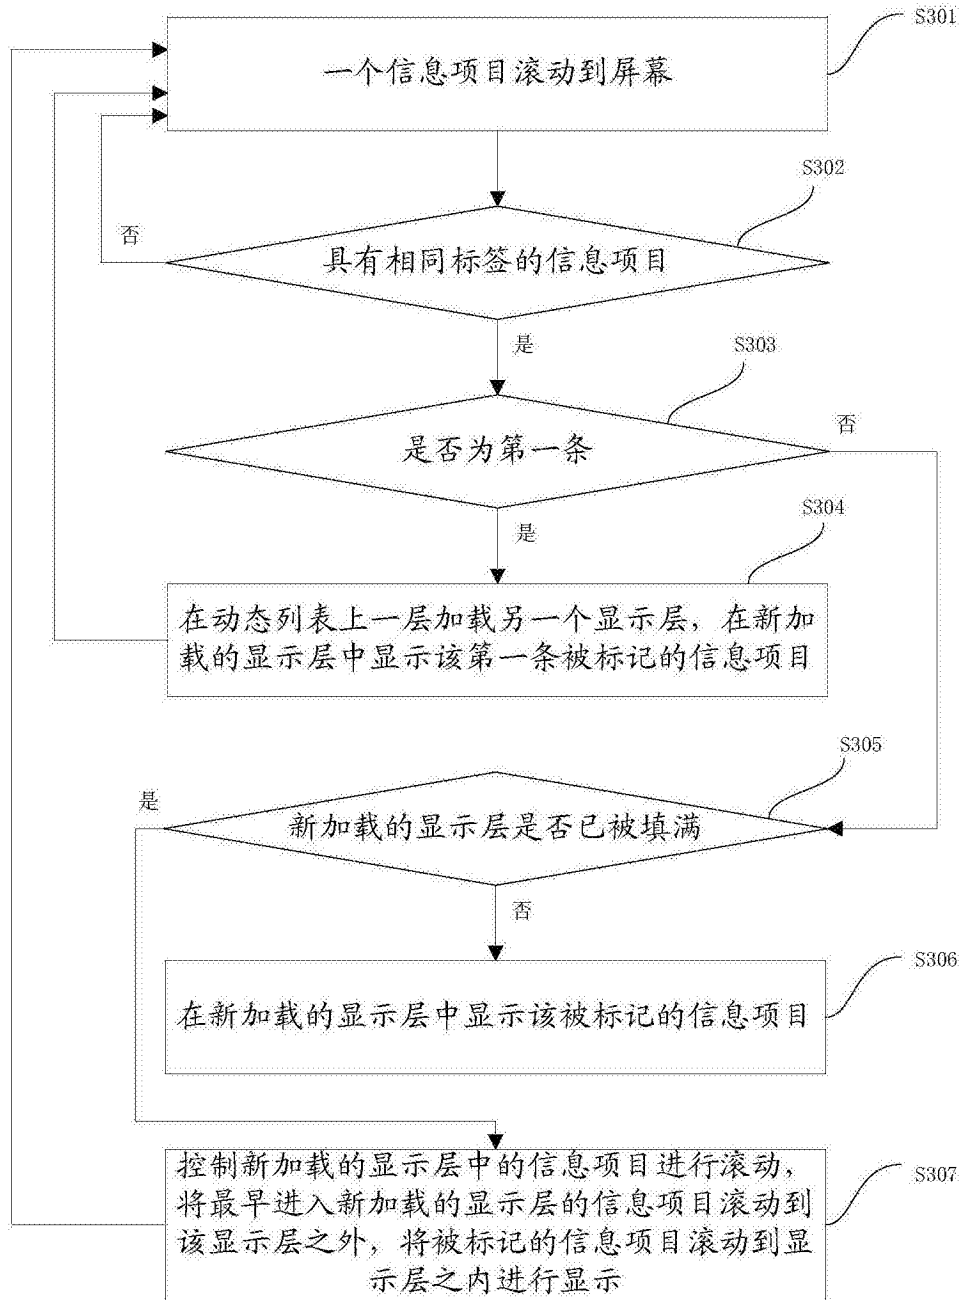 S301
一个信息项目滚动到屏幕
S302
否
具有相同标签的信息项目
是
S303
否
是否为第一条
S304
是
在动态列表上一层加载另一个显示层，在新加
载的显示层中显示该第一条被标记的信息项目
S305
是
新加载的显示层是否已被填满
否
S306
在新加载的显示层中显示该被标记的信息项目
控制新加载的显示层中的信息项目进行滚动，
S307
将最早进入新加载的显示层的信息项目滚动到
该显示层之外，将被标记的信息项目滚动到显
示层之内进行显示